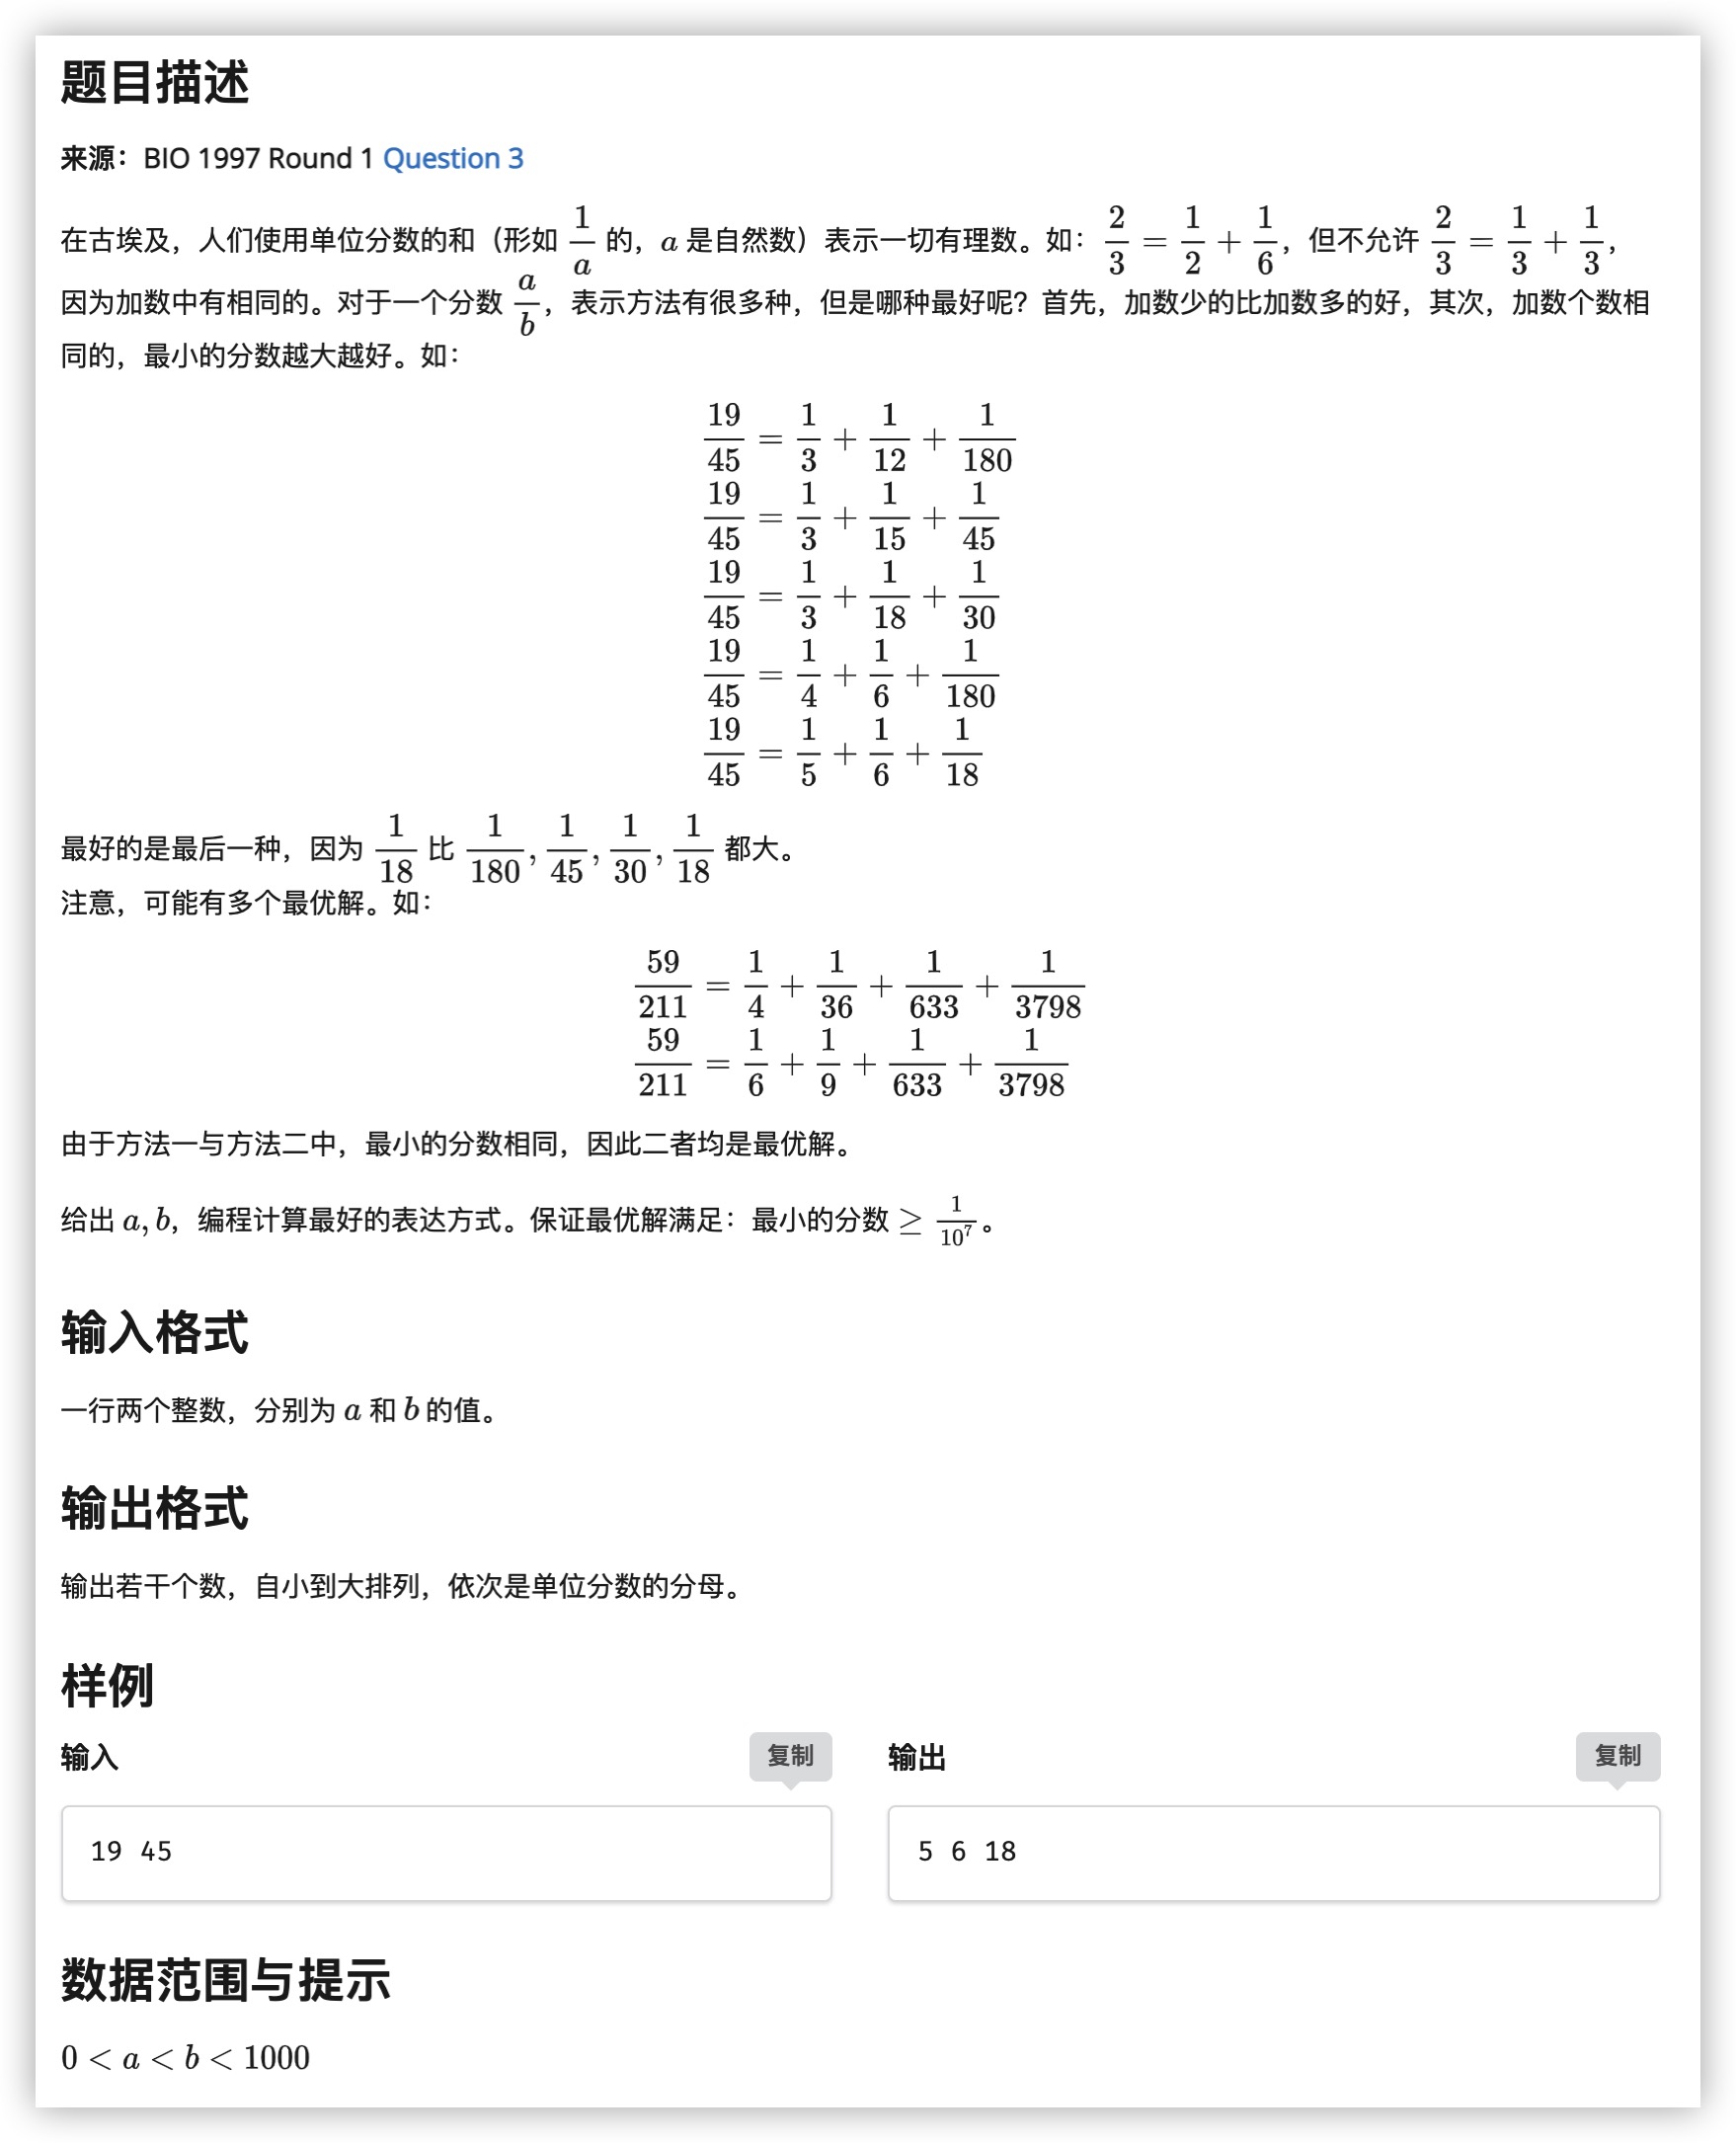 题目描述
来源：BIO 1997 Round 1 Question 3
在古埃及，人们使用单位分数的和（形如 $\frac{1}{a}$ 的，$a$ 是自然数）表示一切有理数。如：$\frac{2}{3} = \frac{1}{2} + \frac{1}{6}$，但不允许 $\frac{2}{3} = \frac{1}{3} + \frac{1}{3}$，
因为加数中有相同的。对于一个分数 $\frac{a}{b}$，表示方法有很多种，但是哪种最好呢？首先，加数少的比加数多的好，其次，加数个数相
同的，最小的分数越大越好。如：
$\frac{19}{45} = \frac{1}{3} + \frac{1}{12} + \frac{1}{180}$
$\frac{19}{45} = \frac{1}{3} + \frac{1}{15} + \frac{1}{45}$
$\frac{19}{45} = \frac{1}{3} + \frac{1}{18} + \frac{1}{30}$
$\frac{19}{45} = \frac{1}{4} + \frac{1}{6} + \frac{1}{180}$
$\frac{19}{45} = \frac{1}{5} + \frac{1}{6} + \frac{1}{18}$
最好的是最后一种，因为 $\frac{1}{18}$ 比 $\frac{1}{180}, \frac{1}{45}, \frac{1}{30}, \frac{1}{18}$ 都大。
注意，可能有多个最优解。如：
$\frac{59}{211} = \frac{1}{4} + \frac{1}{36} + \frac{1}{633} + \frac{1}{3798}$
$\frac{59}{211} = \frac{1}{6} + \frac{1}{9} + \frac{1}{633} + \frac{1}{3798}$
由于方法一与方法二中，最小的分数相同，因此二者均是最优解。
给出 $a, b$，编程计算最好的表达方式。保证最优解满足：最小的分数 $\geq \frac{1}{10^7}$。
输入格式
一行两个整数，分别为 $a$ 和 $b$ 的值。
输出格式
输出若干个数，自小到大排列，依次是单位分数的分母。
样例
输入 复制
19 45
输出 复制
5 6 18
数据范围与提示
$0 < a < b < 1000$